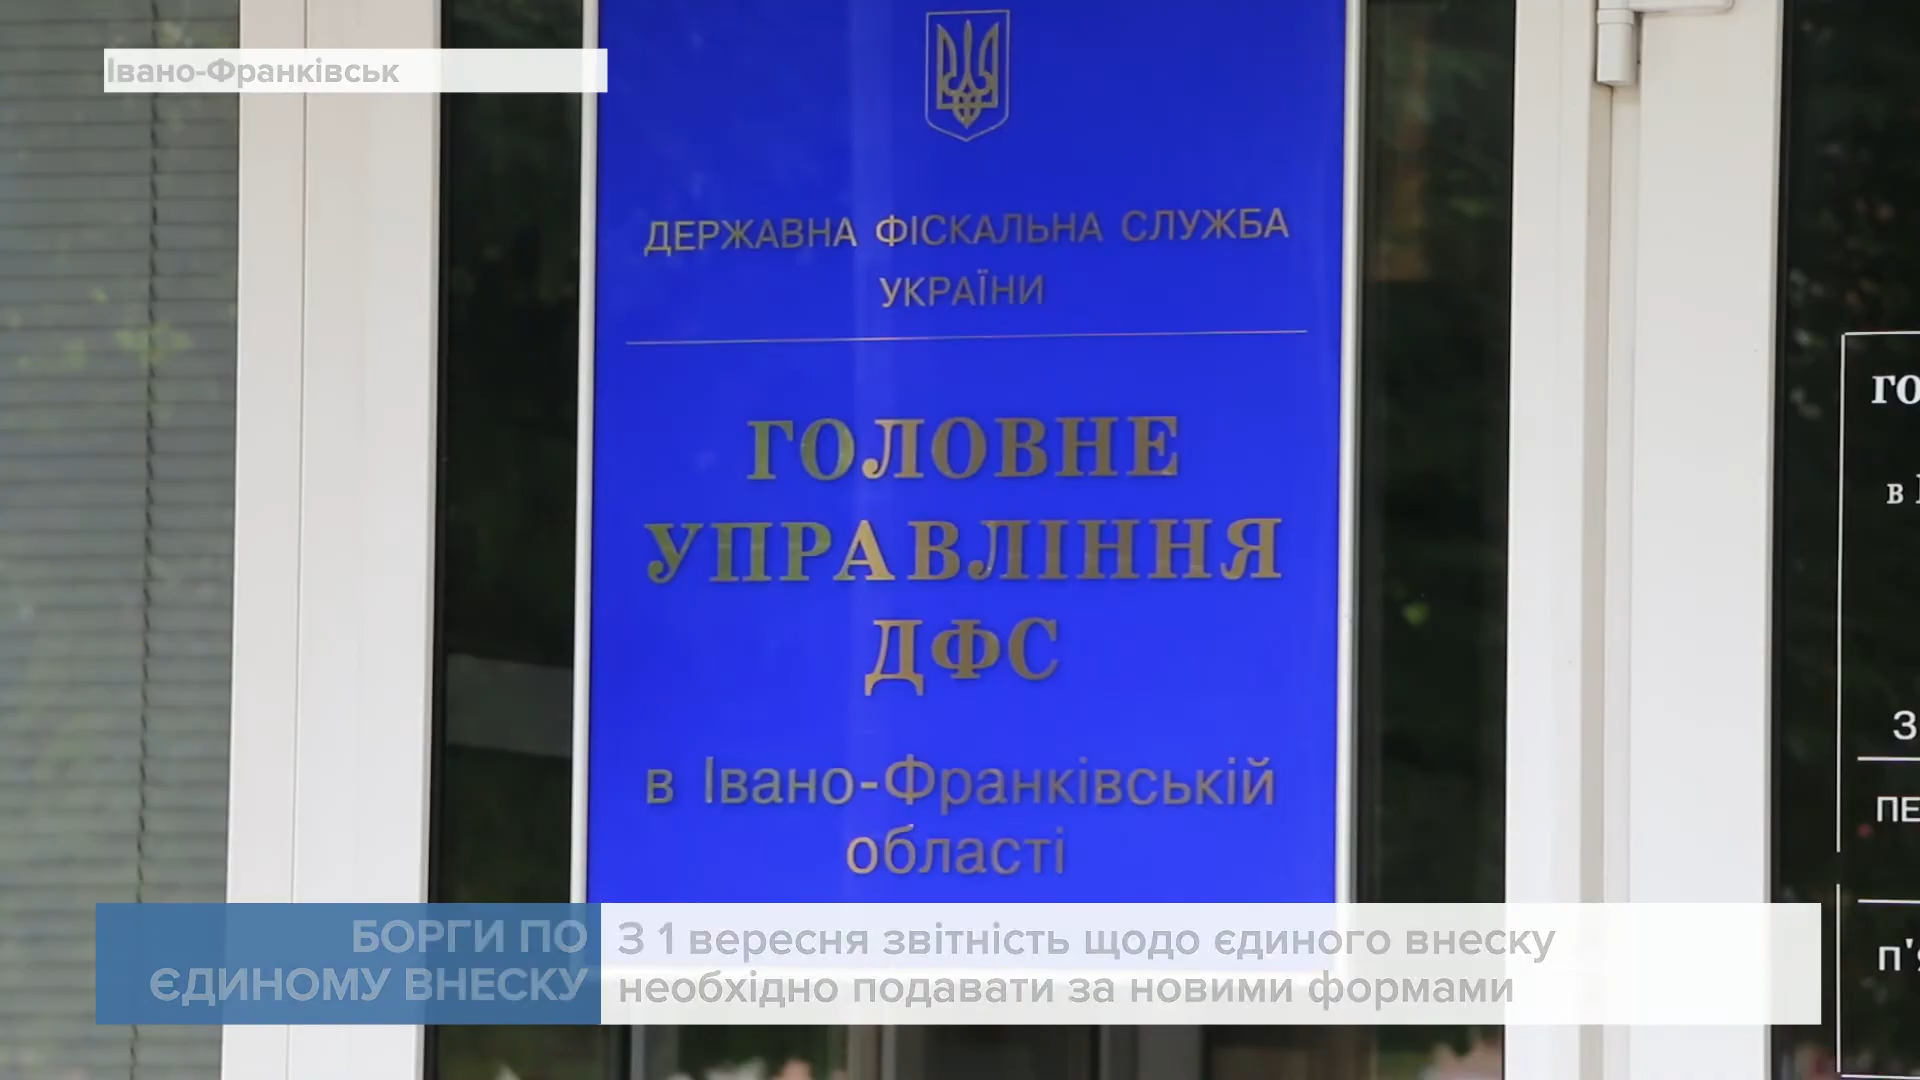 Івано-Франківськ
ДЕРЖАВНА ФІСКАЛЬНА СЛУЖБА
УКРАЇНИ
ГОЛОВНЕ
УПРАВЛІННЯ
ДФС
в Івано-Франківській
області
БОРГИ ПО
ЄДИНОМУ ВНЕСКУ
З 1 вересня звітність щодо єдиного внеску
необхідно подавати за новими формами